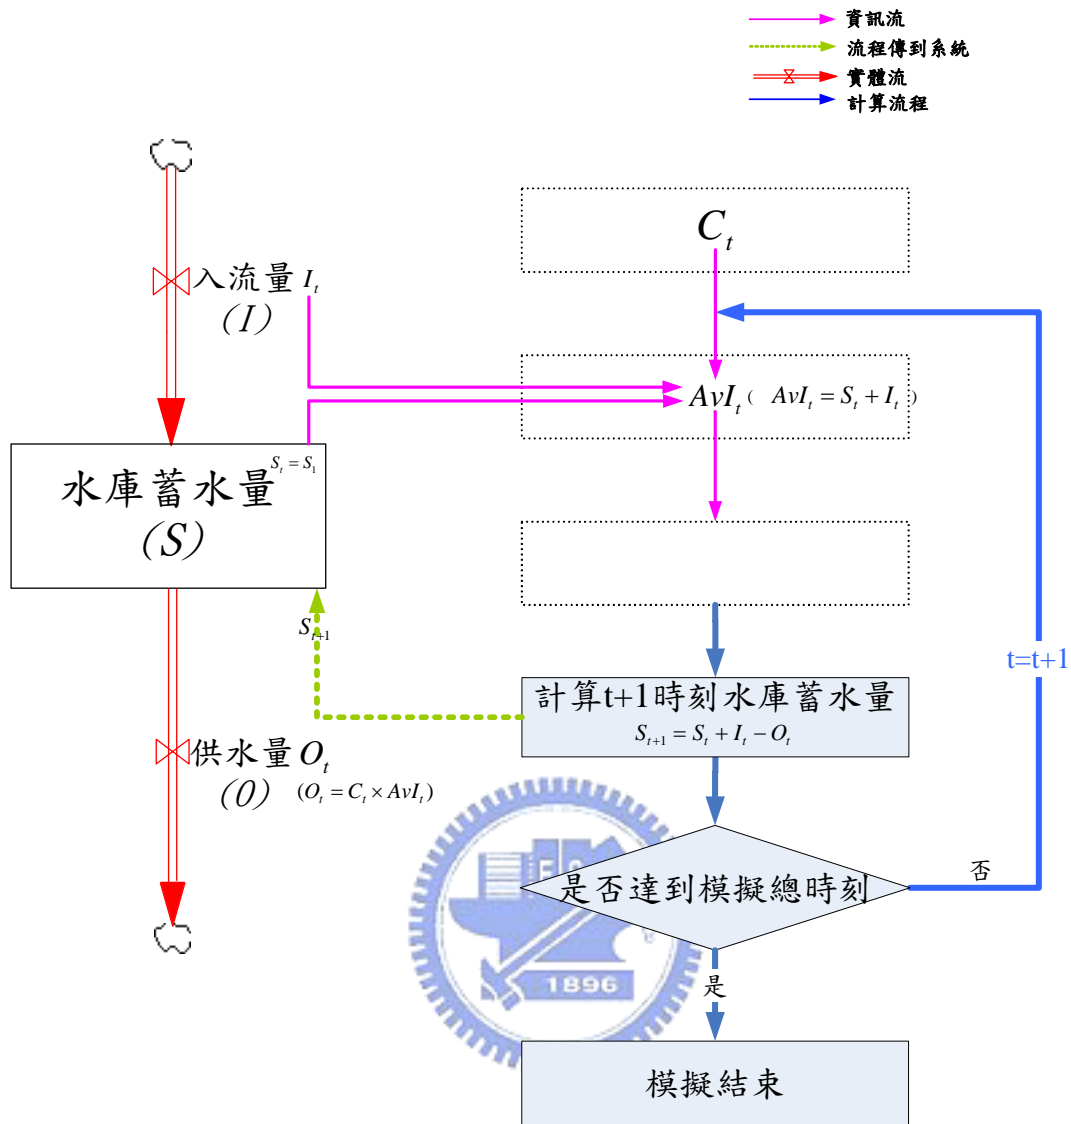 資訊流
流程傳到系統
實體流
計算流程
C_t
入流量 I_t
(I)
AvI_t ( AvI_t = S_t + I_t )
S_t = S_1
水庫蓄水量
(S)
S_{t+1}
t=t+1
計算t+1時刻水庫蓄水量
S_{t+1} = S_t + I_t - O_t
供水量 O_t
(O) (O_t = C_t × AvI_t)
是否達到模擬總時刻
否
1896
是
模擬結束